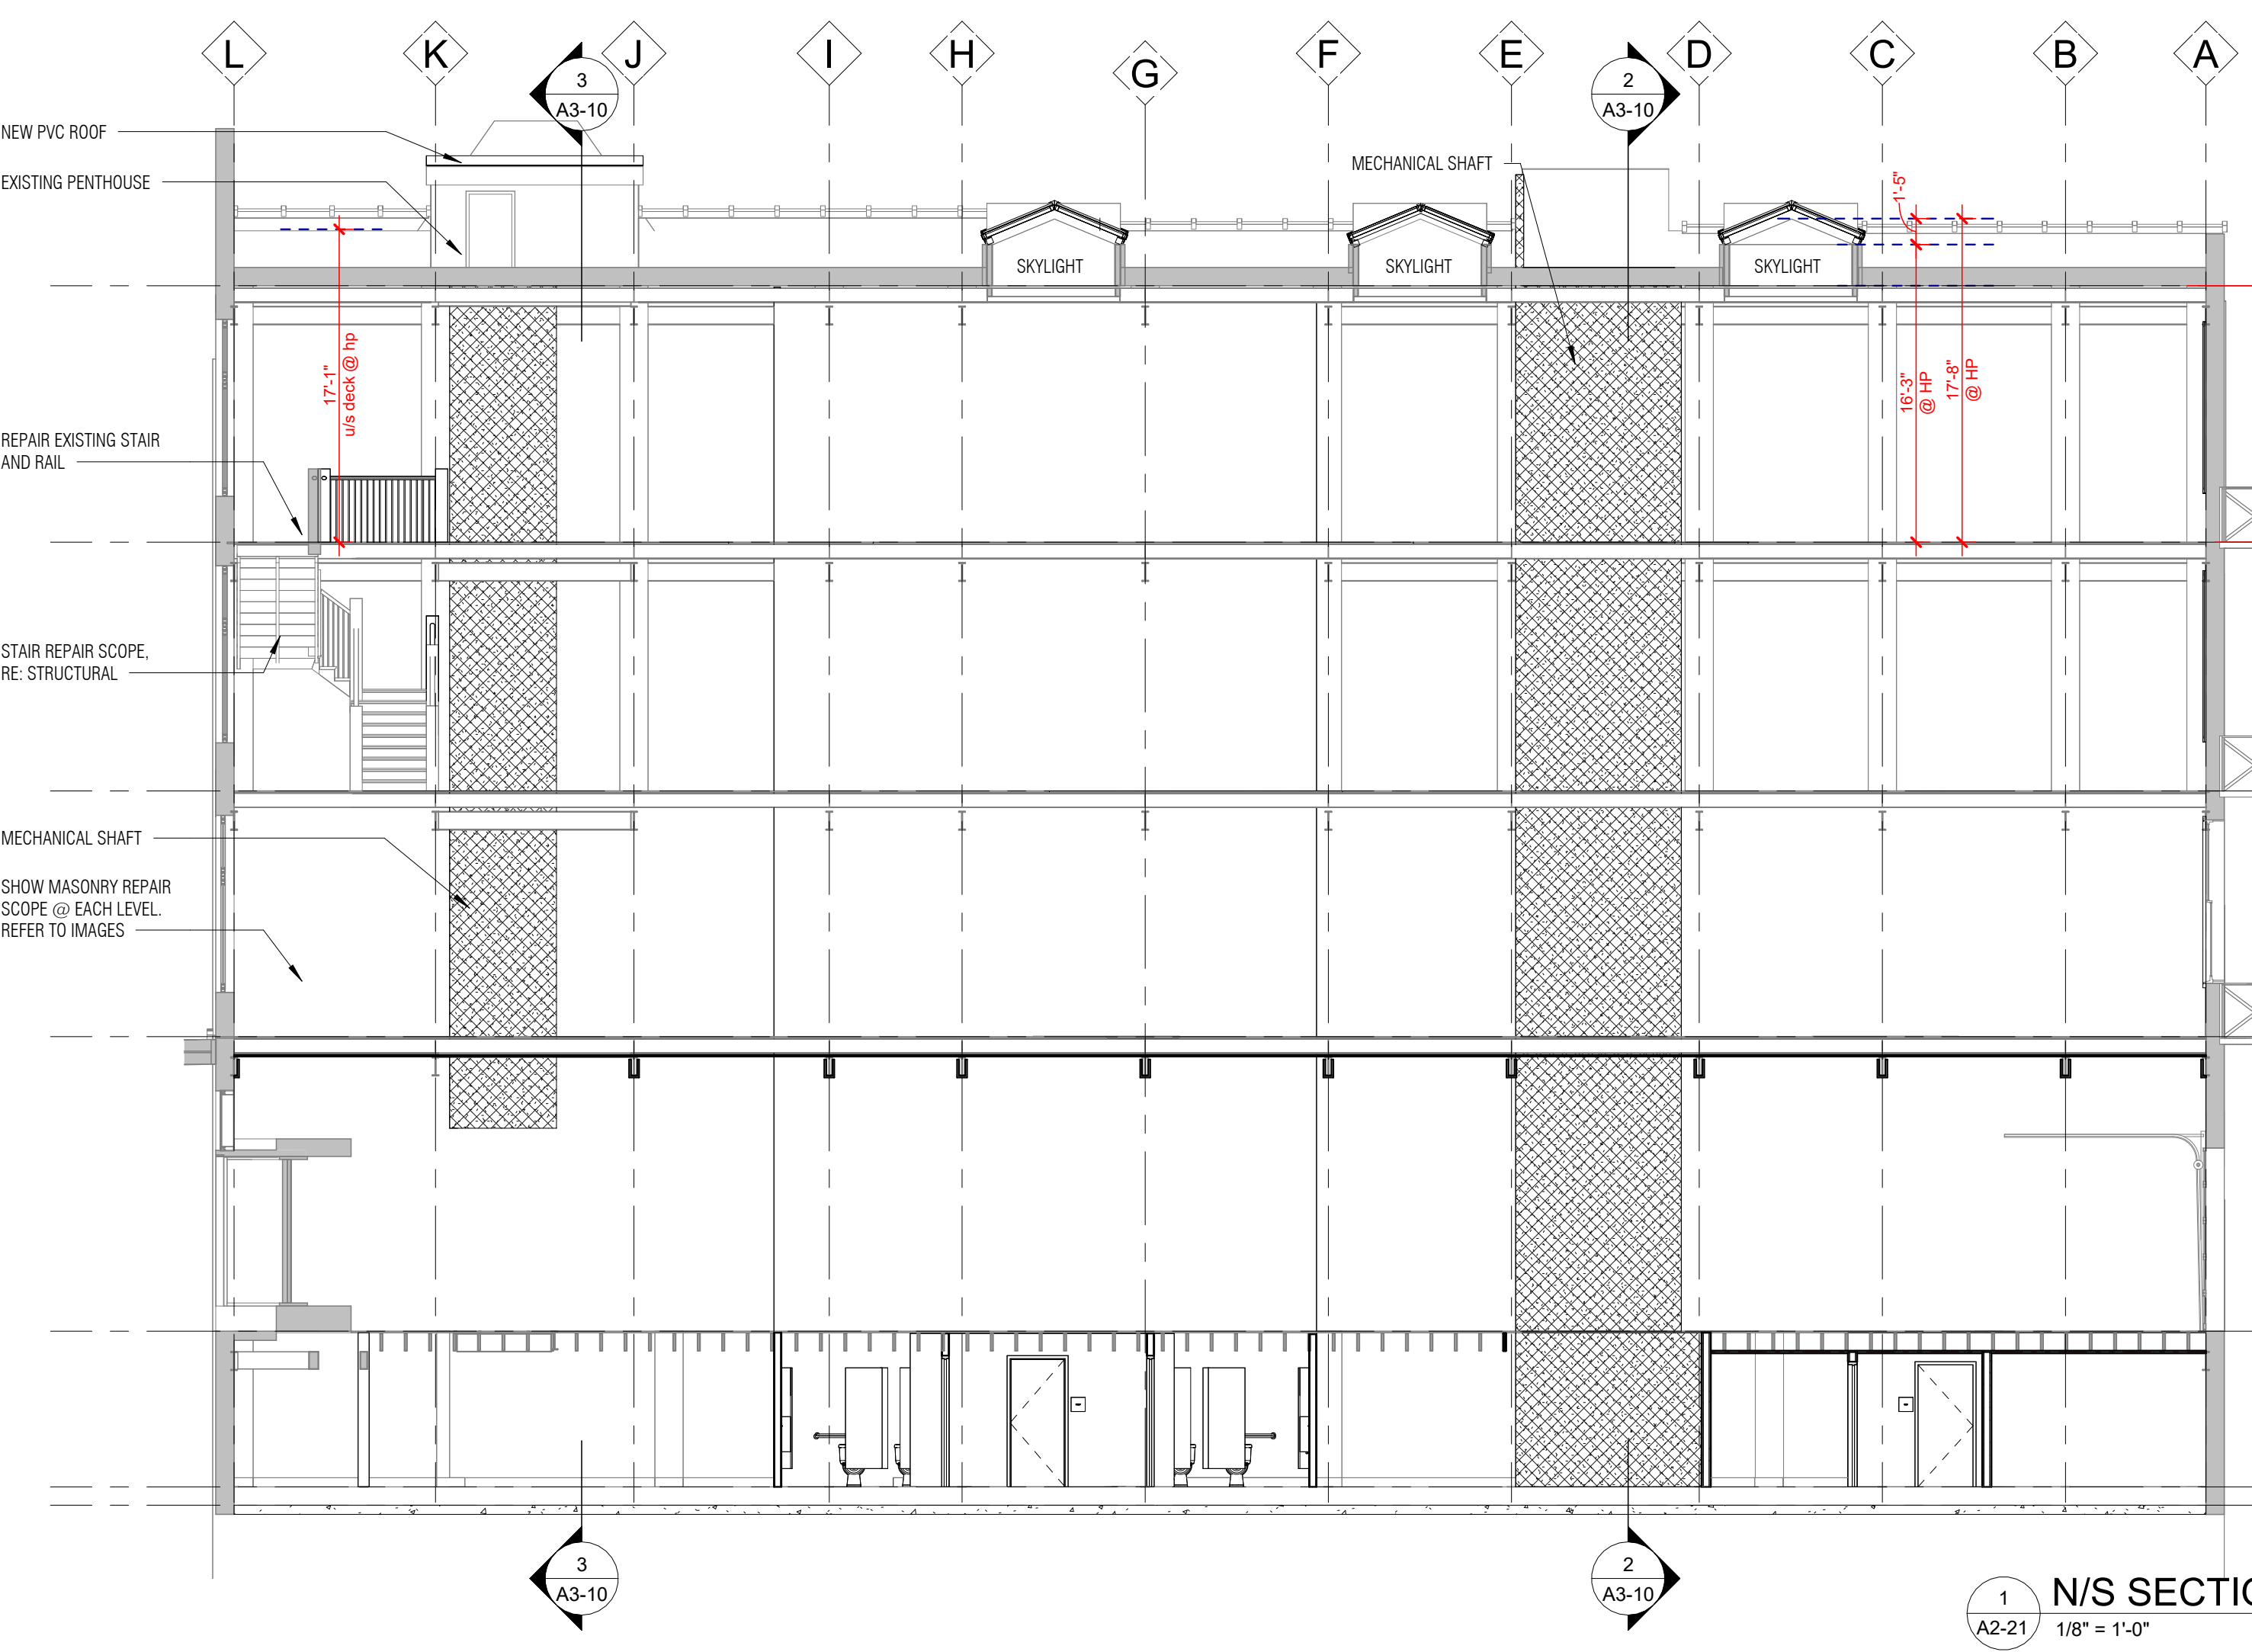 L
K
J
I
H
G
F
E
D
C
B
A
3
A3-10
2
A3-10
NEW PVC ROOF
EXISTING PENTHOUSE
MECHANICAL SHAFT
1'-5"
SKYLIGHT
SKYLIGHT
SKYLIGHT
17'-1"
u/s deck @ hp
16'-3"
@ HP
17'-8"
@ HP
REPAIR EXISTING STAIR
AND RAIL
STAIR REPAIR SCOPE,
RE: STRUCTURAL
MECHANICAL SHAFT
SHOW MASONRY REPAIR
SCOPE @ EACH LEVEL.
REFER TO IMAGES
3
A3-10
2
A3-10
1
A2-21
N/S SECTIO
1/8" = 1'-0"